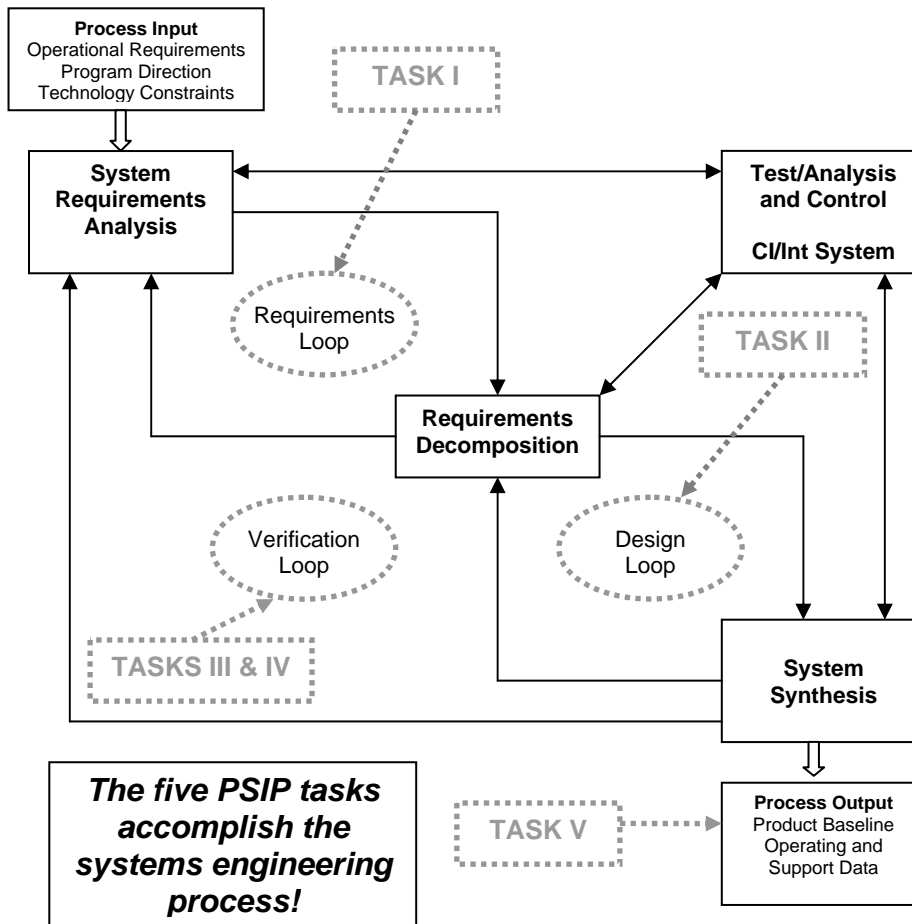 Process Input
Operational Requirements
Program Direction
Technology Constraints
TASK I
System
Requirements
Analysis
Test/Analysis
and Control
CI/Int System
Requirements
Loop
TASK II
Requirements
Decomposition
Verification
Loop
Design
Loop
TASKS III & IV
System
Synthesis
The five PSIP tasks
accomplish the
systems engineering
process!
TASK V
Process Output
Product Baseline
Operating and
Support Data